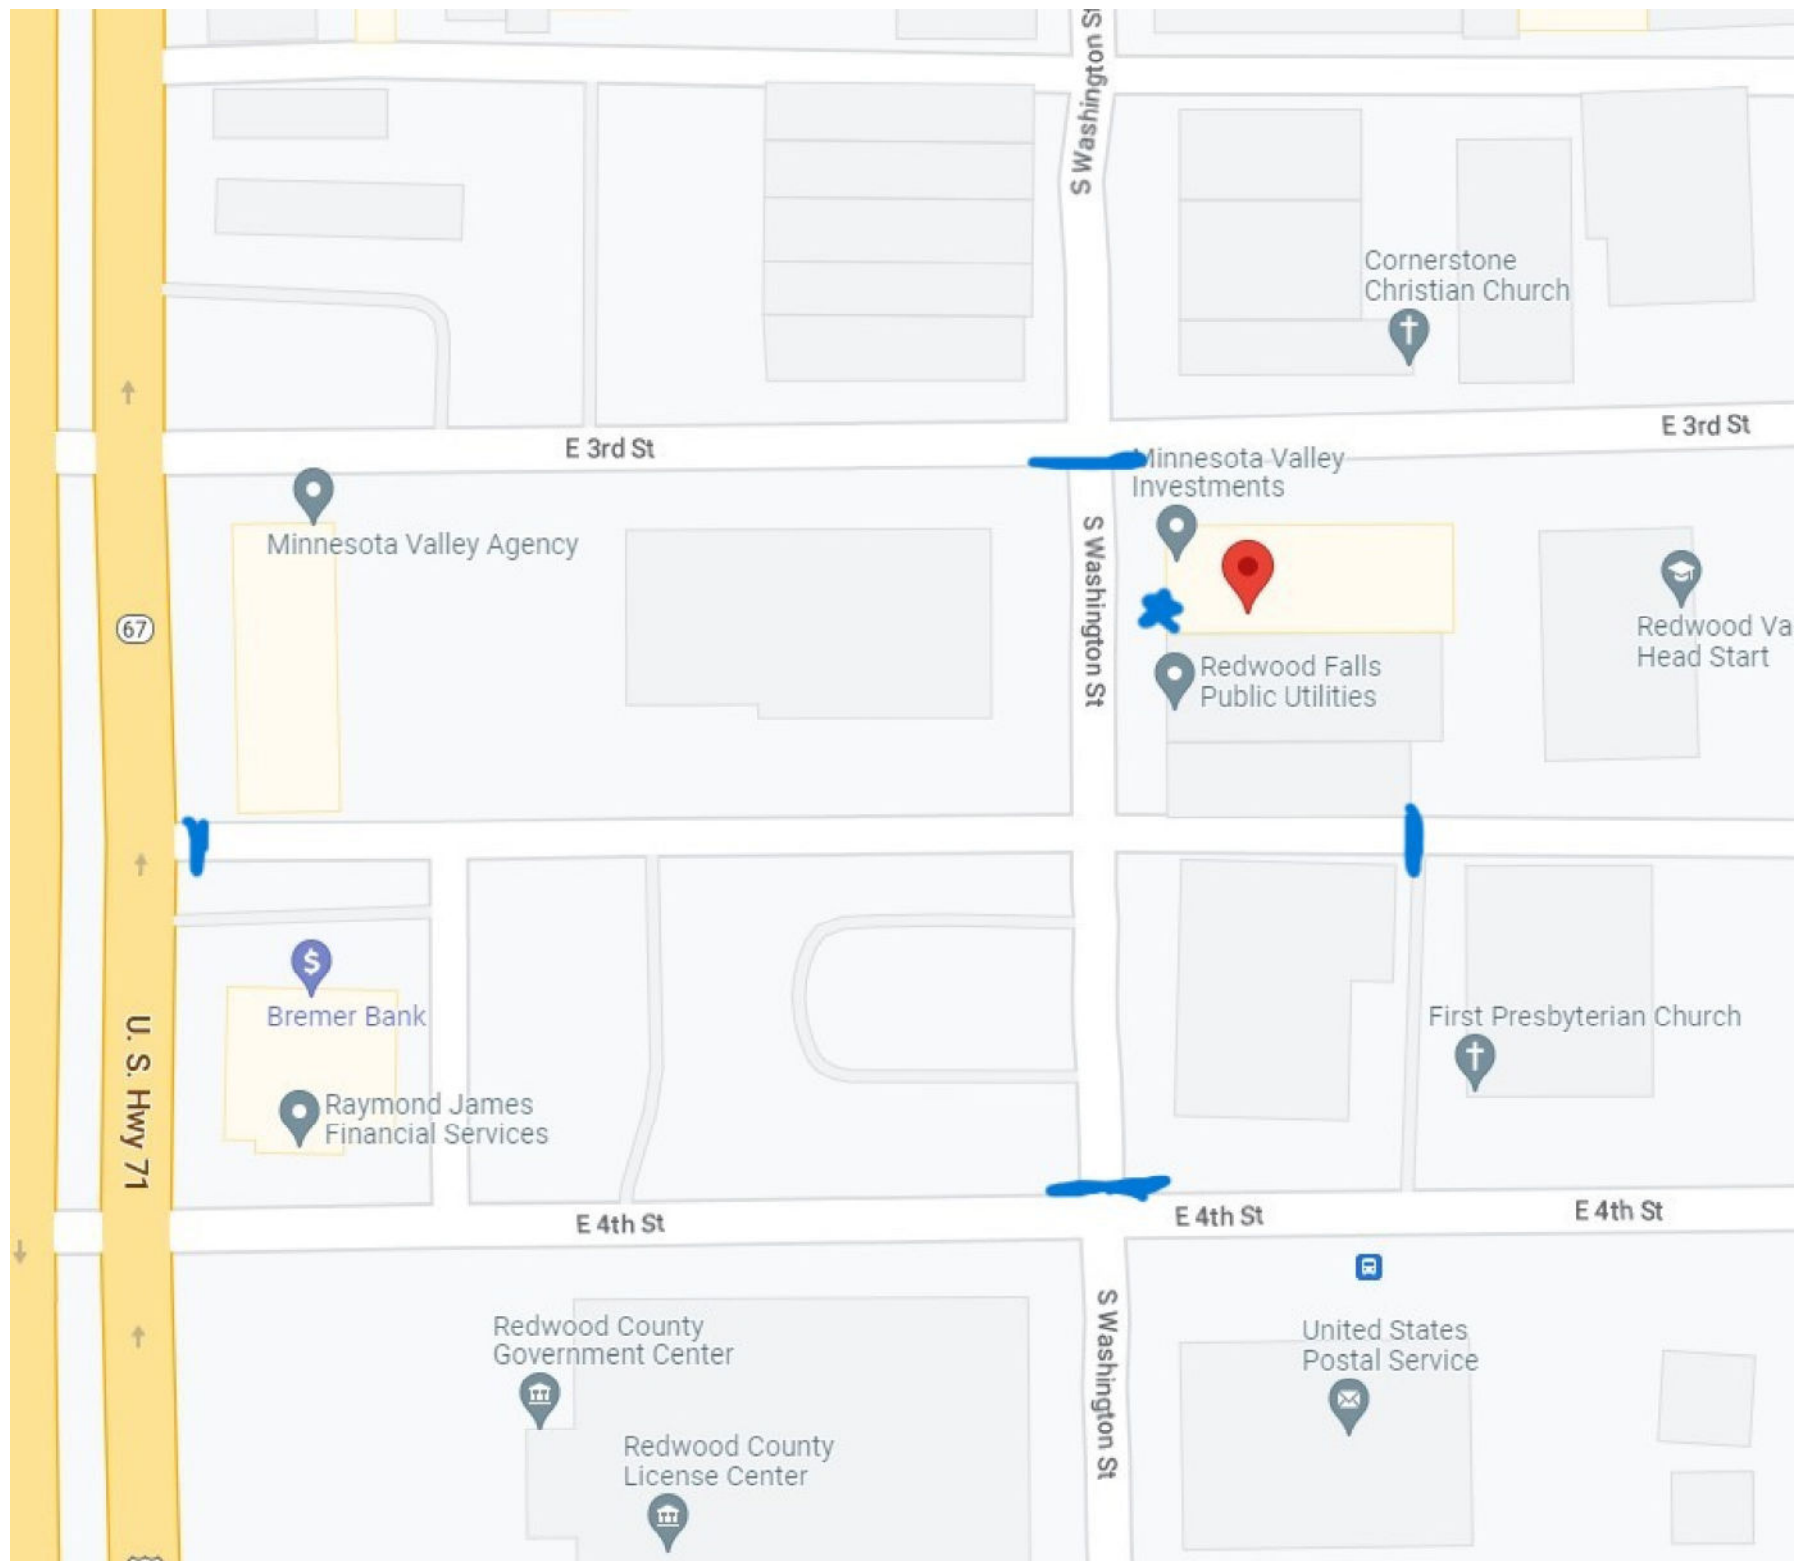 S Washington St
Cornerstone
Christian Church
E 3rd St
E 3rd St
Minnesota Valley
Investments
Minnesota Valley Agency
S Washington St
67
Redwood Va
Head Start
Redwood Falls
Public Utilities
$
Bremer Bank
First Presbyterian Church
U. S. Hwy 71
Raymond James
Financial Services
E 4th St
E 4th St
E 4th St
S Washington St
Redwood County
Government Center
United States
Postal Service
Redwood County
License Center